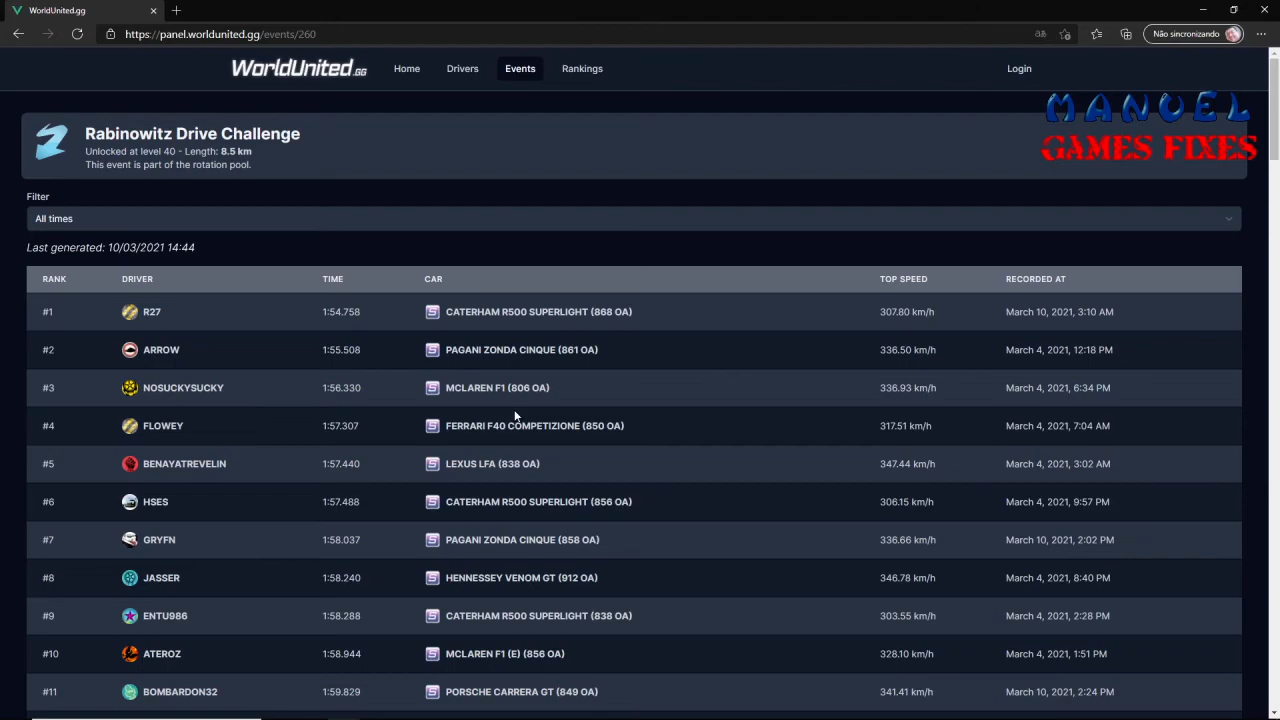 WorldUnited.gg
https://panel.worldunited.gg/events/260
Não sincronizando
WorldUnited.GG
Home
Drivers
Events
Rankings
Login
MANUEL
GAMES FIXES
Rabinowitz Drive Challenge
Unlocked at level 40 - Length: 8.5 km
This event is part of the rotation pool.
Filter
All times
Last generated: 10/03/2021 14:44
RANK DRIVER TIME CAR TOP SPEED RECORDED AT
#1 R27 1:54.758 CATERHAM R500 SUPERLIGHT (868 OA) 307.80 km/h March 10, 2021, 3:10 AM
#2 ARROW 1:55.508 PAGANI ZONDA CINQUE (861 OA) 336.50 km/h March 4, 2021, 12:18 PM
#3 NOSUCKYSUCKY 1:56.330 MCLAREN F1 (806 OA) 336.93 km/h March 4, 2021, 6:34 PM
#4 FLOWEY 1:57.307 FERRARI F40 COMPETIZIONE (850 OA) 317.51 km/h March 4, 2021, 7:04 AM
#5 BENAYATREVELIN 1:57.440 LEXUS LFA (838 OA) 347.44 km/h March 4, 2021, 3:02 AM
#6 HSES 1:57.488 CATERHAM R500 SUPERLIGHT (856 OA) 306.15 km/h March 4, 2021, 9:57 PM
#7 GRYFN 1:58.037 PAGANI ZONDA CINQUE (858 OA) 336.66 km/h March 10, 2021, 2:02 PM
#8 JASSER 1:58.240 HENNESSEY VENOM GT (912 OA) 346.78 km/h March 4, 2021, 8:40 PM
#9 ENTU986 1:58.288 CATERHAM R500 SUPERLIGHT (838 OA) 303.55 km/h March 4, 2021, 2:28 PM
#10 ATEROZ 1:58.944 MCLAREN F1 (E) (856 OA) 328.10 km/h March 4, 2021, 1:51 PM
#11 BOMBARDON32 1:59.829 PORSCHE CARRERA GT (849 OA) 341.41 km/h March 10, 2021, 2:24 PM